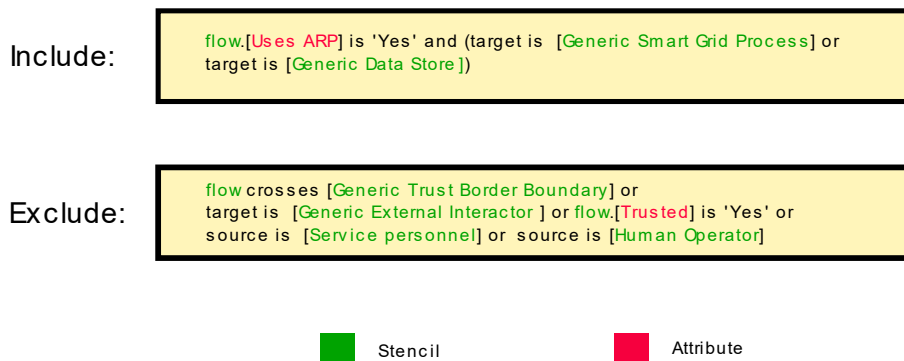 Include:
flow.[Uses ARP] is 'Yes' and (target is [Generic Smart Grid Process] or
target is [Generic Data Store])
Exclude:
flow crosses [Generic Trust Border Boundary] or
target is [Generic External Interactor ] or flow.[Trusted] is 'Yes' or
source is [Service personnel] or source is [Human Operator]
Stencil
Attribute